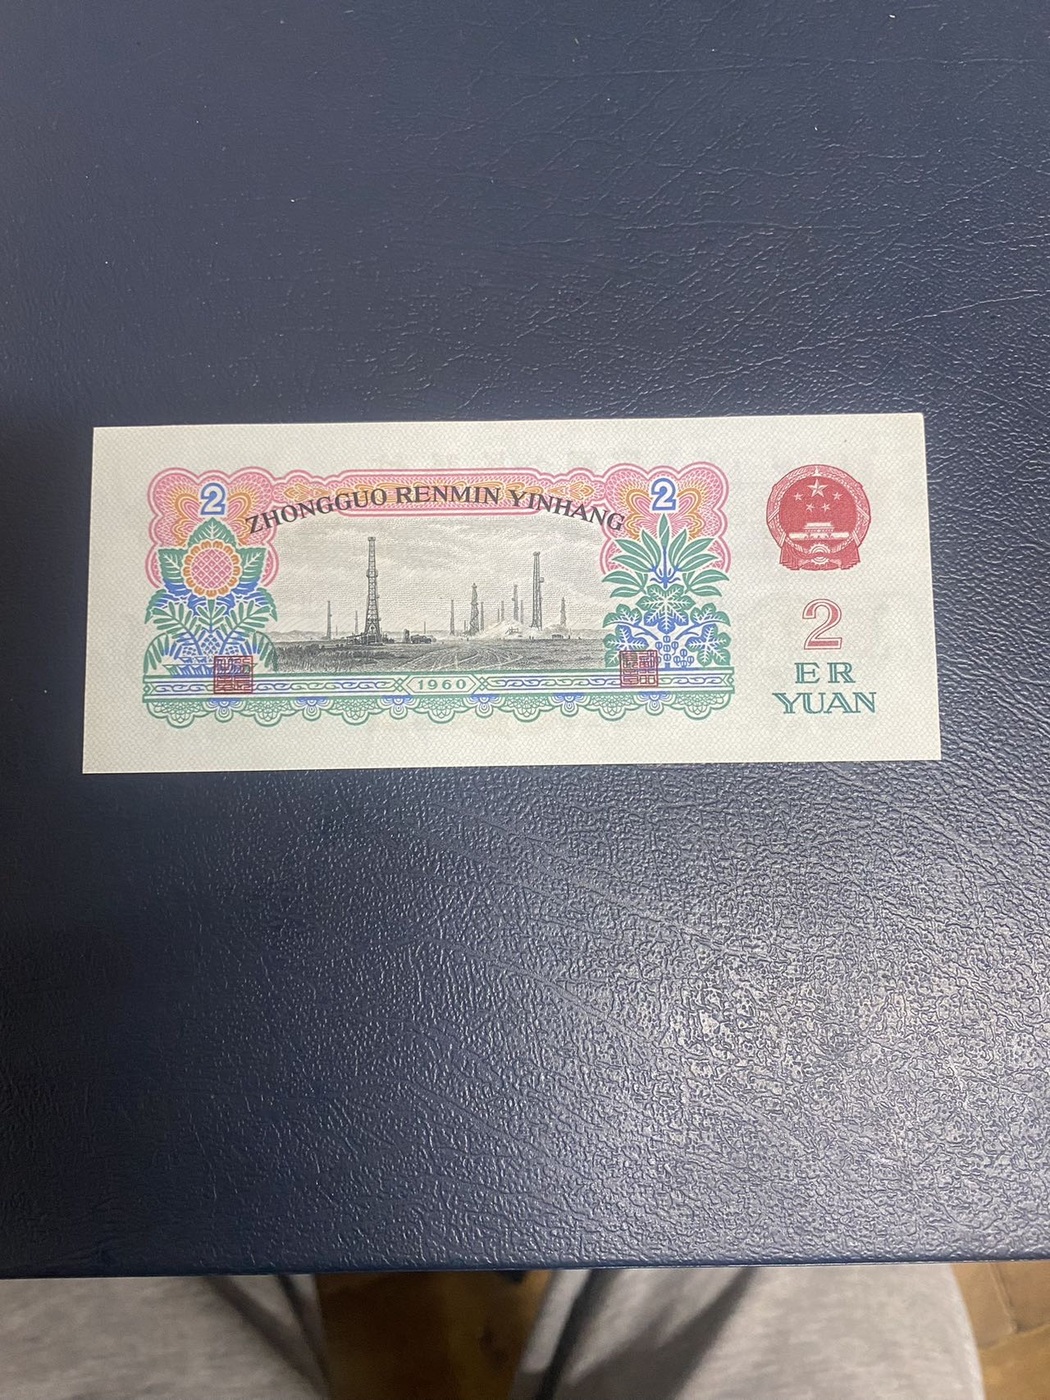 2
2
ZHONGGUO RENMIN YINHANG
1960
2
ER
YUAN